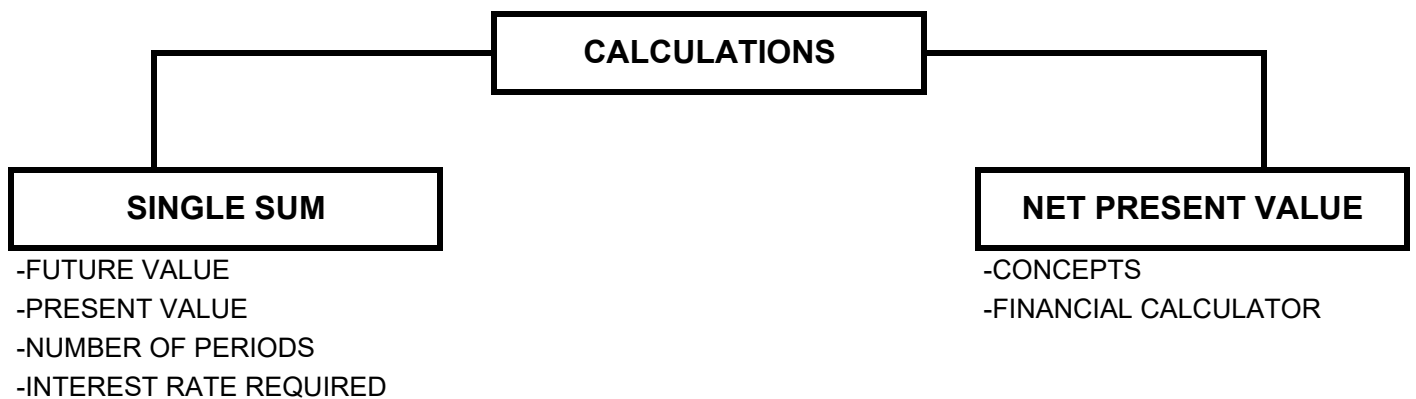 CALCULATIONS
SINGLE SUM
-FUTURE VALUE
-PRESENT VALUE
-NUMBER OF PERIODS
-INTEREST RATE REQUIRED
NET PRESENT VALUE
-CONCEPTS
-FINANCIAL CALCULATOR